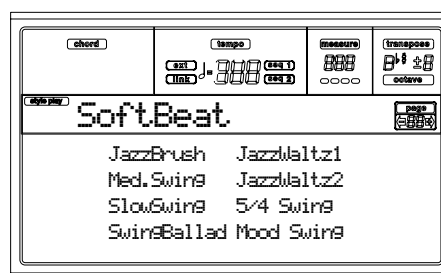 chord tempo measure transpose
ext seq 1
link seq 2
octave
style play SoftBeat page
JazzBrush JazzWaltz1
Med.Swing JazzWaltz2
SlowSwing 5/4 Swing
SwingBallad Mood Swing